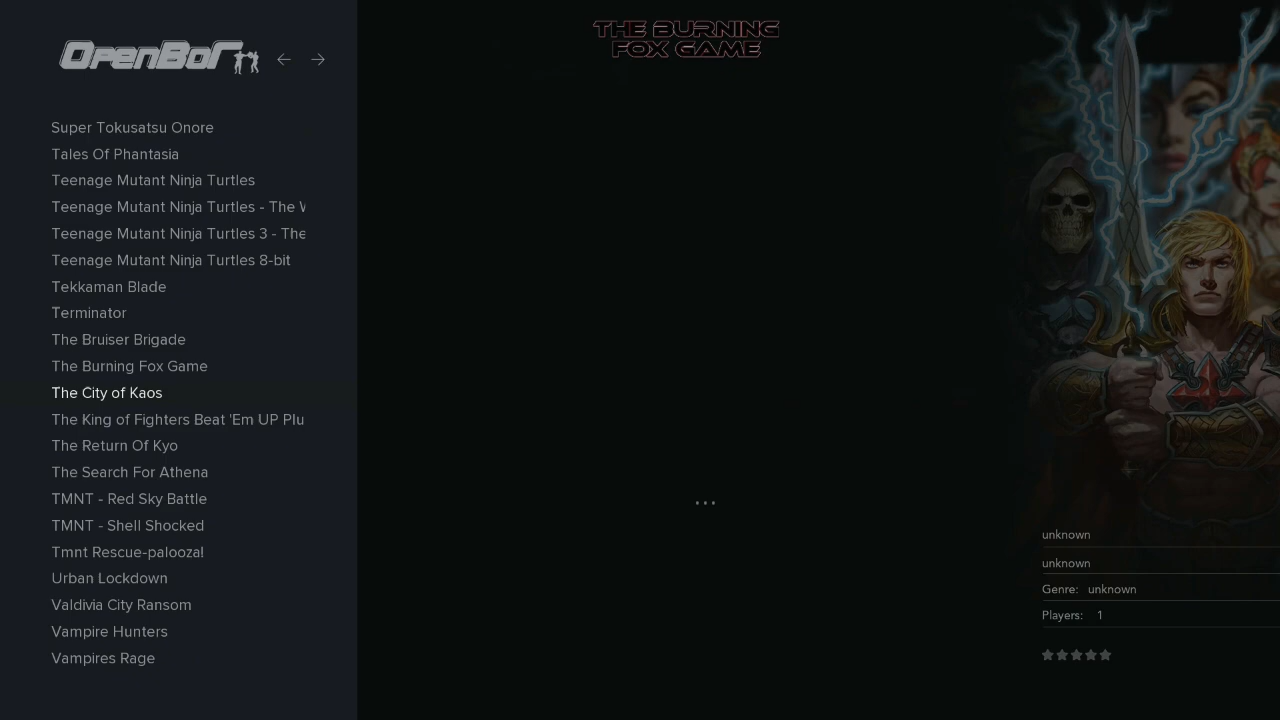 OpenBoR
THE BURNING
FOX GAME
Super Tokusatsu Onore
Tales Of Phantasia
Teenage Mutant Ninja Turtles
Teenage Mutant Ninja Turtles - The
Teenage Mutant Ninja Turtles 3 - The
Teenage Mutant Ninja Turtles 8-bit
Tekkaman Blade
Terminator
The Bruiser Brigade
The Burning Fox Game
The City of Kaos
The King of Fighters Beat 'Em UP Plu
The Return Of Kyo
The Search For Athena
TMNT - Red Sky Battle
TMNT - Shell Shocked
Tmnt Rescue-palooza!
Urban Lockdown
Valdivia City Ransom
Vampire Hunters
Vampires Rage
...
unknown
unknown
Genre: unknown
Players: 1